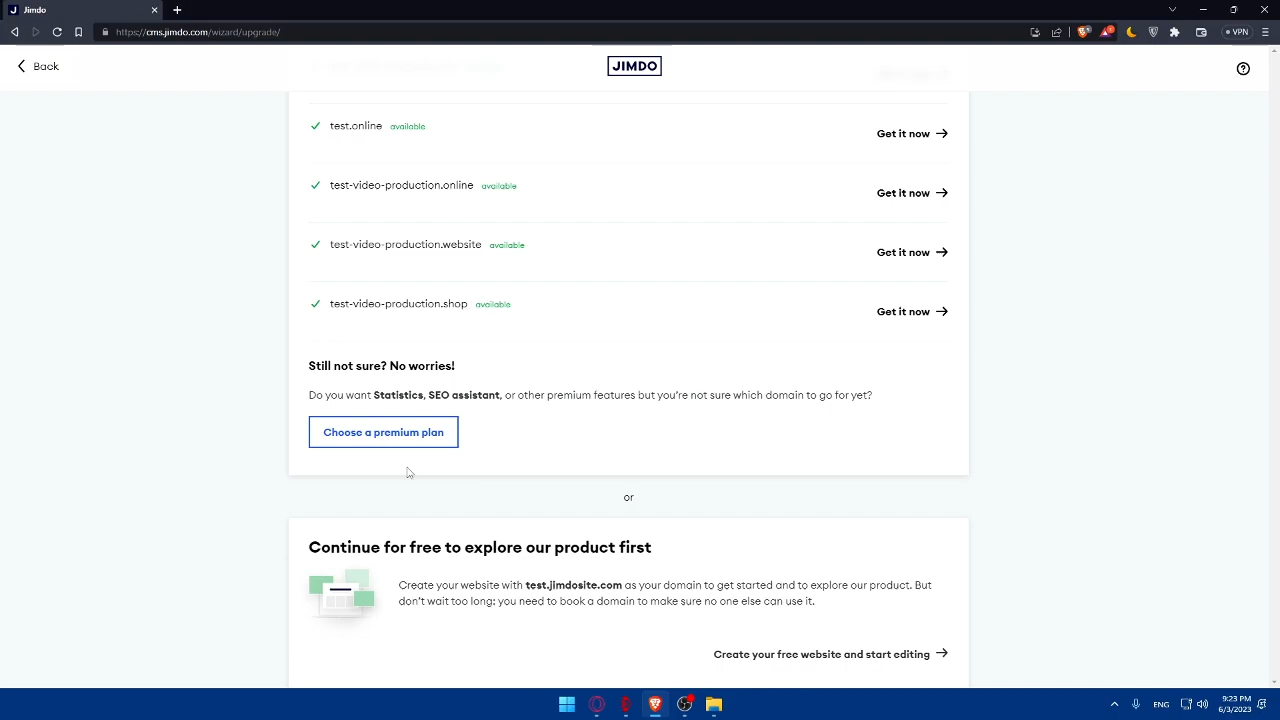 Jimdo
https://cms.jimdo.com/wizard/upgrade/
VPN
Back
JIMDO
test.online available
Get it now
test-video-production.online available
Get it now
test-video-production.website available
Get it now
test-video-production.shop available
Get it now
Still not sure? No worries!
Do you want Statistics, SEO assistant, or other premium features but you're not sure which domain to go for yet?
Choose a premium plan
or
Continue for free to explore our product first
Create your website with test.jimdosite.com as your domain to get started and to explore our product. But
don't wait too long: you need to book a domain to make sure no one else can use it.
Create your free website and start editing
ENG
9:23 PM
6/3/2023